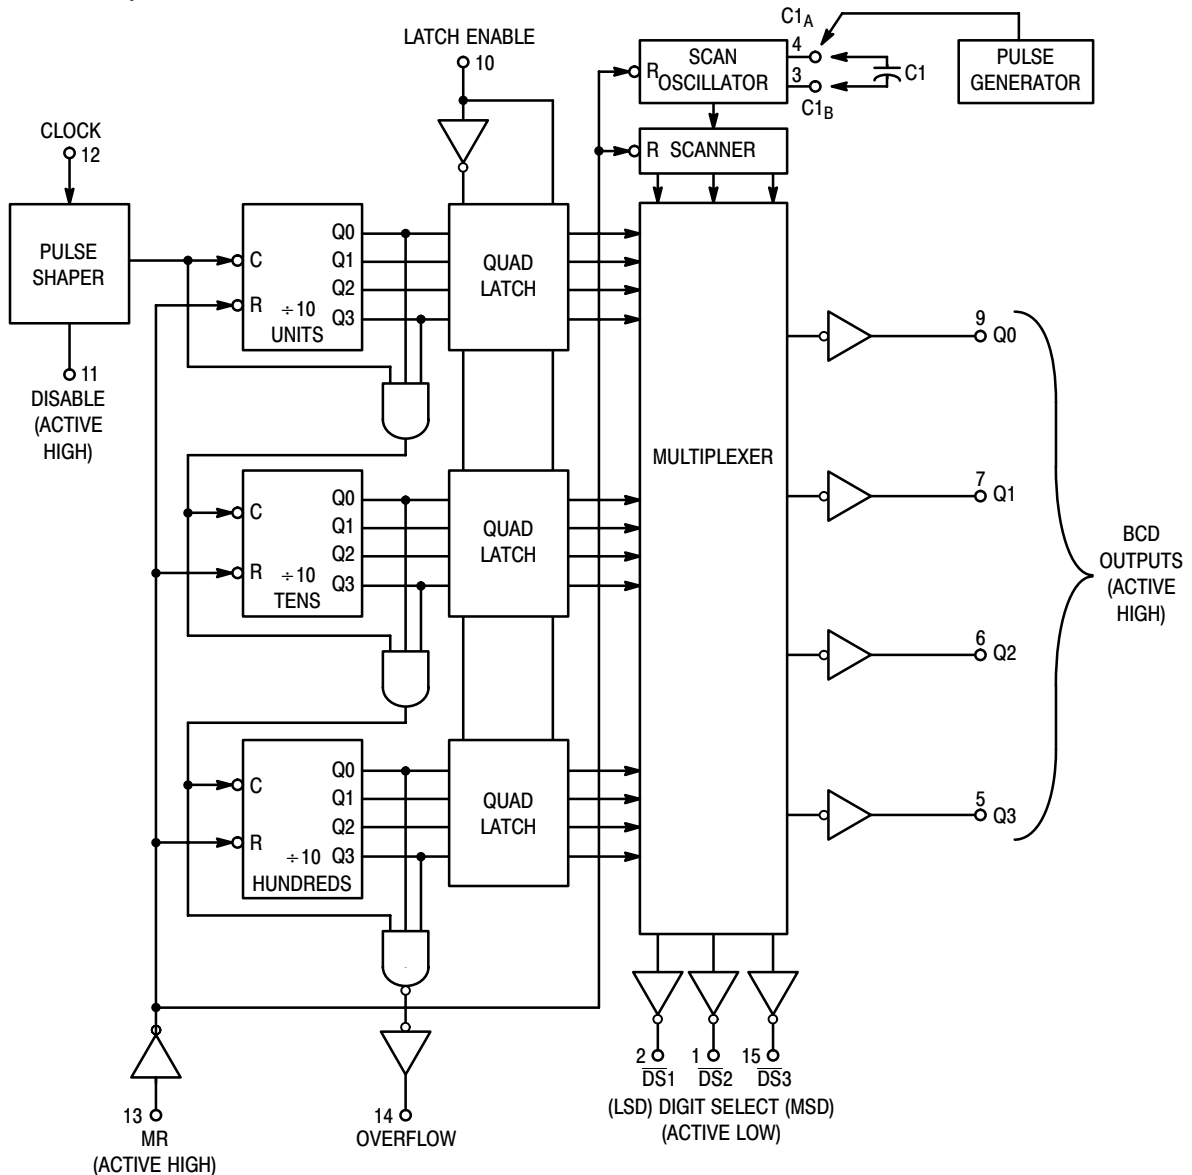 LATCH ENABLE
10
CLOCK
12
PULSE
SHAPER
11
DISABLE
(ACTIVE
HIGH)
C
R
÷10
UNITS
Q0
Q1
Q2
Q3
QUAD
LATCH
C
R
÷10
TENS
Q0
Q1
Q2
Q3
QUAD
LATCH
C
R
÷10
HUNDREDS
Q0
Q1
Q2
Q3
QUAD
LATCH
13
MR
(ACTIVE HIGH)
14
OVERFLOW
R
SCAN
OSCILLATOR
4
3
C1A
C1B
C1
PULSE
GENERATOR
R SCANNER
MULTIPLEXER
9
Q0
7
Q1
6
Q2
5
Q3
BCD
OUTPUTS
(ACTIVE
HIGH)
2 1 15
D̅S̅1 D̅S̅2 D̅S̅3
(LSD) DIGIT SELECT (MSD)
(ACTIVE LOW)